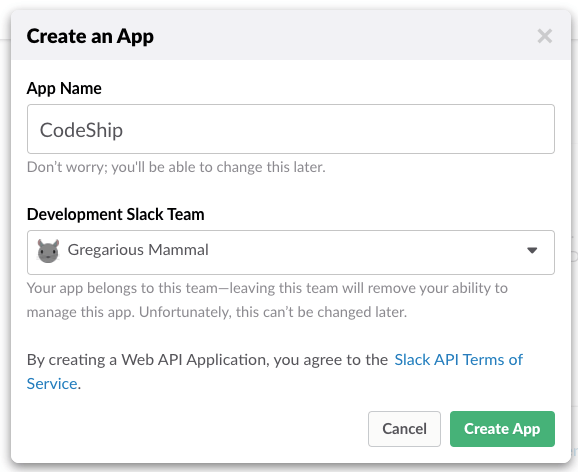 Create an App
App Name
CodeShip
Don't worry; you'll be able to change this later.
Development Slack Team
Gregarious Mammal
Your app belongs to this team—leaving this team will remove your ability to
manage this app. Unfortunately, this can't be changed later.
By creating a Web API Application, you agree to the Slack API Terms of
Service.
Cancel Create App